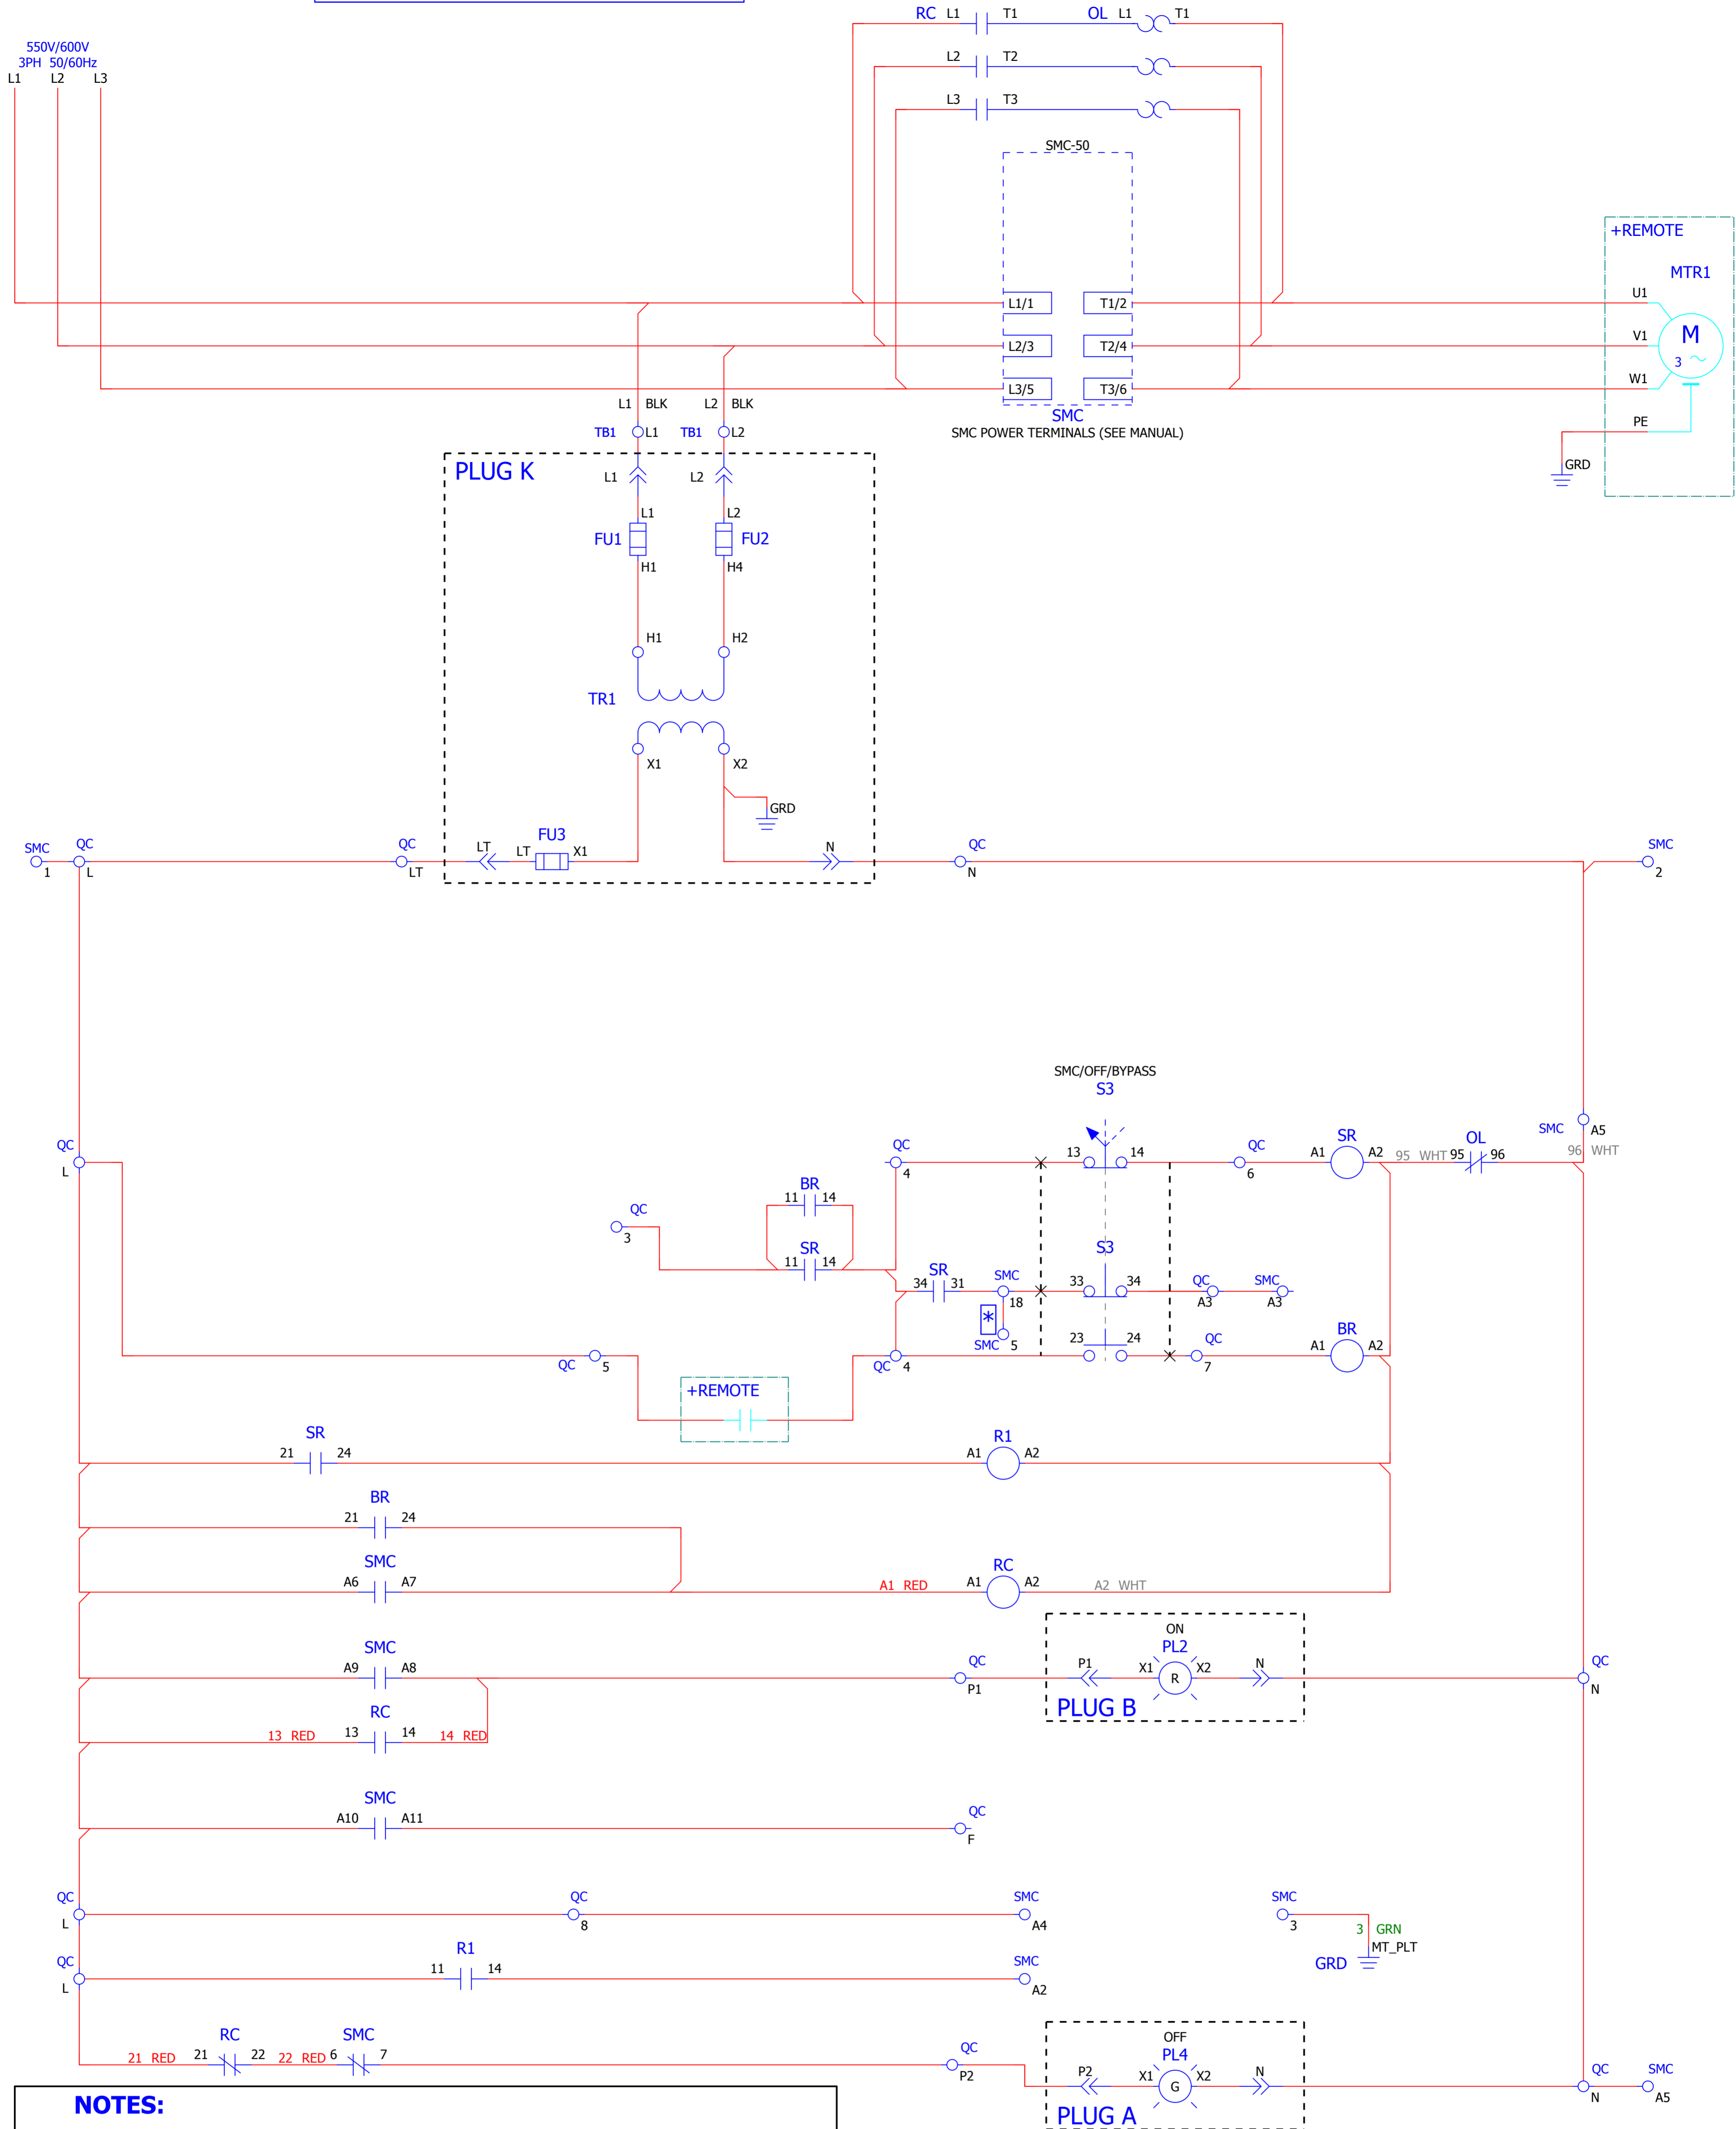 RC L1 T1 OL L1 T1
550V/600V
3PH 50/60Hz
L1 L2 L3
L2 T2
L3 T3
SMC-50
+REMOTE
MTR1
L1/1 T1/2 U1
M
3
L2/3 T2/4 V1
L3/5 T3/6 W1
L1 BLK L2 BLK
SMC
SMC POWER TERMINALS (SEE MANUAL)
PE
GRD
TB1 L1 TB1 L2
PLUG K
L1 L2
L1 L2
FU1 FU2
H1 H4
H1 H2
TR1
X1 X2
GRD
FU3
SMC QC QC LT LT X1 N QC SMC
1 L LT N 2
SMC/OFF/BYPASS
S3
SMC A5
QC QC 13 14 QC SR OL
A1 A2 95 WHT 95 96 96 WHT
L 4 6
BR
11 14
QC
3
SR
11 14
S3
SR
34 31 SMC 33 34 QC SMC
18 A3 A3
*
SMC 5
23 24 QC BR
A1 A2
QC 5 QC 4 7
+REMOTE
SR
21 24
R1
A1 A2
BR
21 24
SMC
A6 A7
RC
A1 RED A1 A2 A2 WHT
ON
SMC PL2
A9 A8 QC P1 X1 R X2 N QC
P1 N
PLUG B
RC
13 RED 13 14 14 RED
SMC
A10 A11 QC
F
QC QC SMC SMC
L 8 A4 3
3 GRN
MT_PLT
GRD
QC R1 SMC
11 14
L A2
OFF
RC SMC PL4
21 RED 21 22 22 RED 6 7 QC
P2
P2 X1 G X2 N QC SMC
N A5
PLUG A
NOTES: